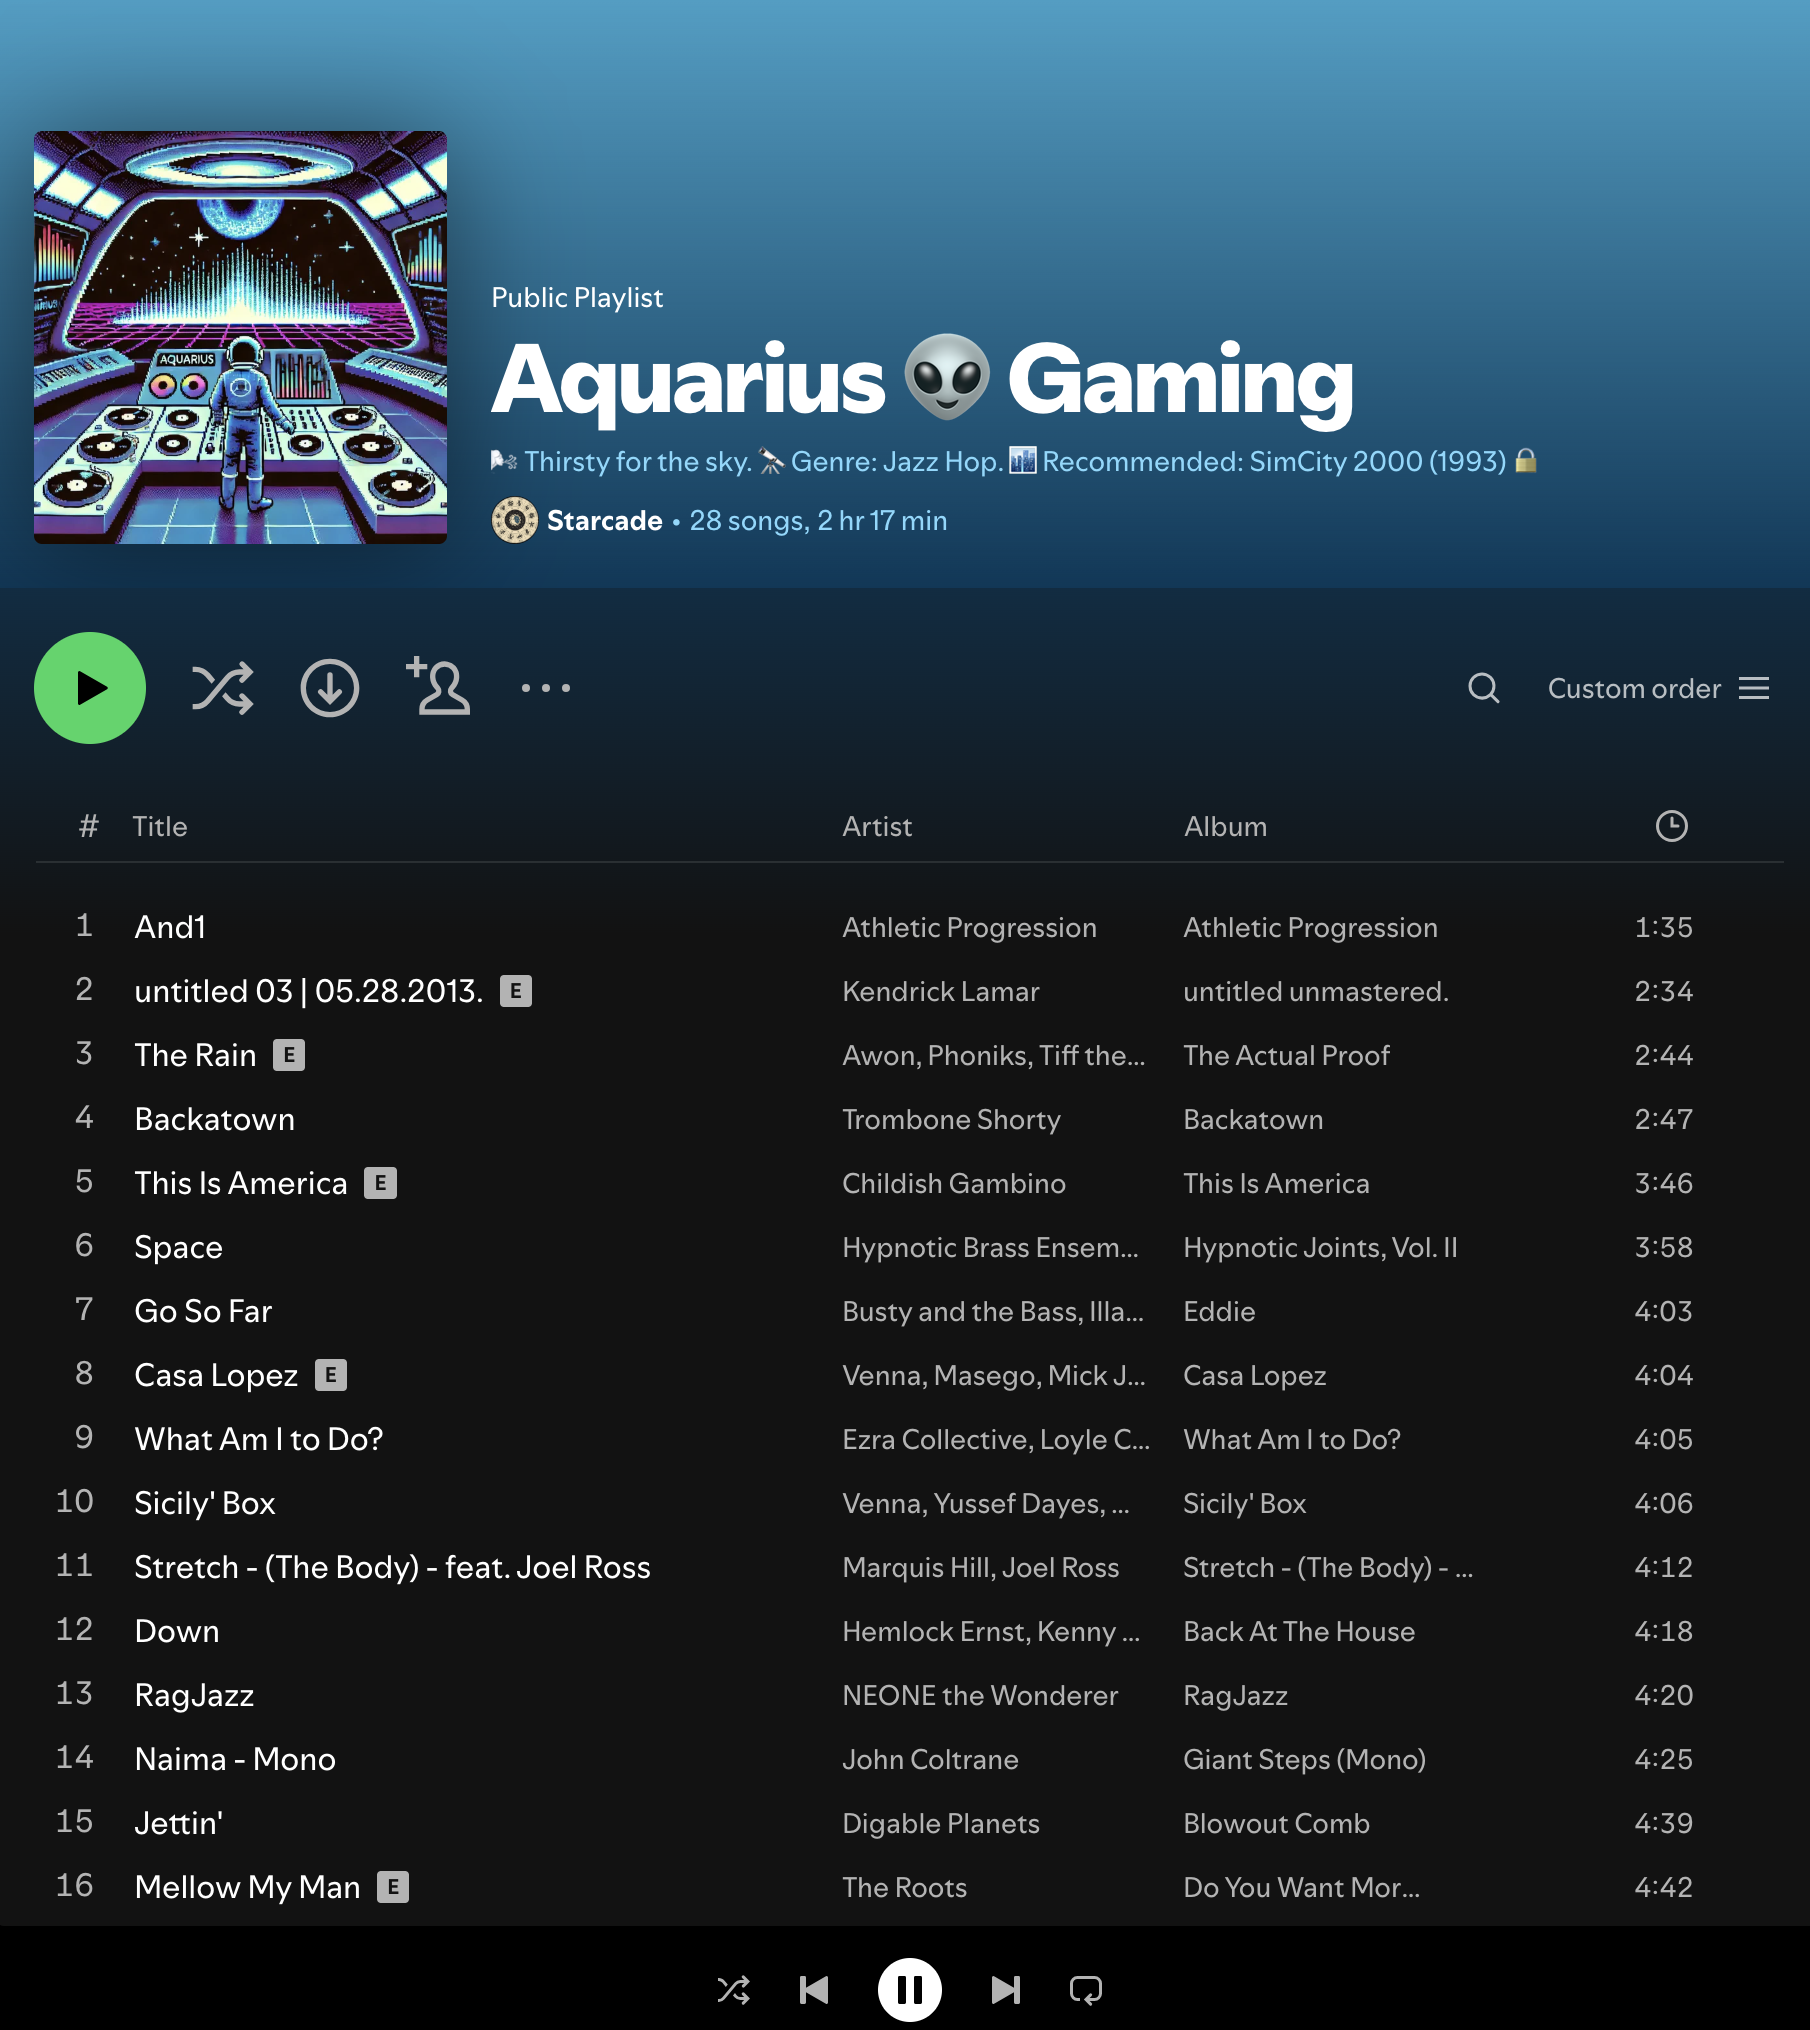 AQUARIUS
Public Playlist
Aquarius 👽 Gaming
🌬 Thirsty for the sky. 🔭 Genre: Jazz Hop. 🏙 Recommended: SimCity 2000 (1993) 🔒
Starcade • 28 songs, 2 hr 17 min
Custom order
# Title Artist Album
1 And1 Athletic Progression Athletic Progression 1:35
2 untitled 03 | 05.28.2013. E Kendrick Lamar untitled unmastered. 2:34
3 The Rain E Awon, Phoniks, Tiff the... The Actual Proof 2:44
4 Backatown Trombone Shorty Backatown 2:47
5 This Is America E Childish Gambino This Is America 3:46
6 Space Hypnotic Brass Ensem... Hypnotic Joints, Vol. II 3:58
7 Go So Far Busty and the Bass, Illa... Eddie 4:03
8 Casa Lopez E Venna, Masego, Mick J... Casa Lopez 4:04
9 What Am I to Do? Ezra Collective, Loyle C... What Am I to Do? 4:05
10 Sicily' Box Venna, Yussef Dayes, ... Sicily' Box 4:06
11 Stretch - (The Body) - feat. Joel Ross Marquis Hill, Joel Ross Stretch - (The Body) - ... 4:12
12 Down Hemlock Ernst, Kenny ... Back At The House 4:18
13 RagJazz NEONE the Wonderer RagJazz 4:20
14 Naima - Mono John Coltrane Giant Steps (Mono) 4:25
15 Jettin' Digable Planets Blowout Comb 4:39
16 Mellow My Man E The Roots Do You Want Mor... 4:42